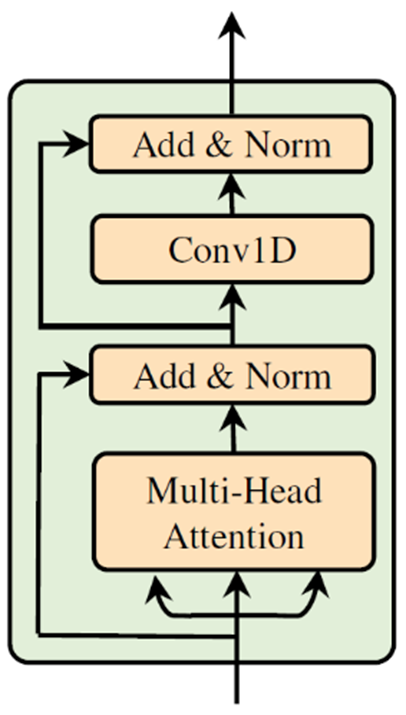 Add & Norm
Conv1D
Add & Norm
Multi-Head
Attention